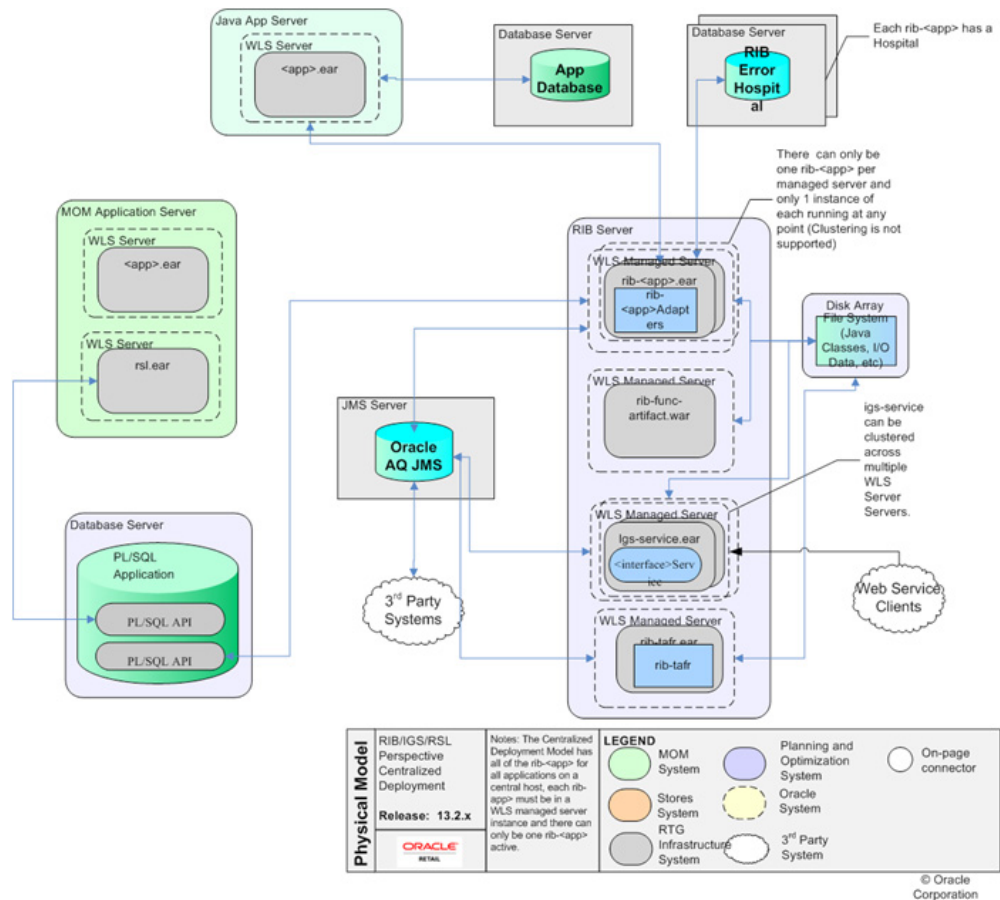 Java App Server
WLS Server
<app>.ear
Database Server
App
Database
Database Server
RIB
Error
Hospit
al
Each rib-<app> has a
Hospital
There can only be
one rib-<app> per
managed server and
only 1 instance of
each running at any
point (Clustering is not
supported)
MOM Application Server
WLS Server
<app>.ear
WLS Server
rsl.ear
RIB Server
WLS Managed Server
rib-<app>.ear
rib-
<app>Adapt
ers
Disk Array
File System
(Java
Classes, I/O
Data, etc)
WLS Managed Server
rib-func-
artifact.war
JMS Server
Oracle
AQ JMS
igs-service
can be
clustered
across
multiple
WLS
Server
Servers.
WLS Managed Server
Igs-service.ear
<interface>Serv
ice
Database Server
PL/SQL
Application
PL/SQL API
PL/SQL API
3rd Party
Systems
Web Service
Clients
WLS Managed Server
rib-tafr.ear
rib-tafr
Physical Model
RIB/IGS/RSL
Perspective
Centralized
Deployment
Release: 13.2.x
ORACLE
RETAIL
Notes: The Centralized
Deployment Model has
all of the rib-<app> for
all applications on a
central host, each rib-
app> must be in a
WLS managed server
instance and there can
only be one rib-<app>
active.
LEGEND
MOM
System
Stores
System
RTG
Infrastructure
System
Planning and
Optimization
System
Oracle
System
3rd Party
System
On-page
connector
© Oracle
Corporation